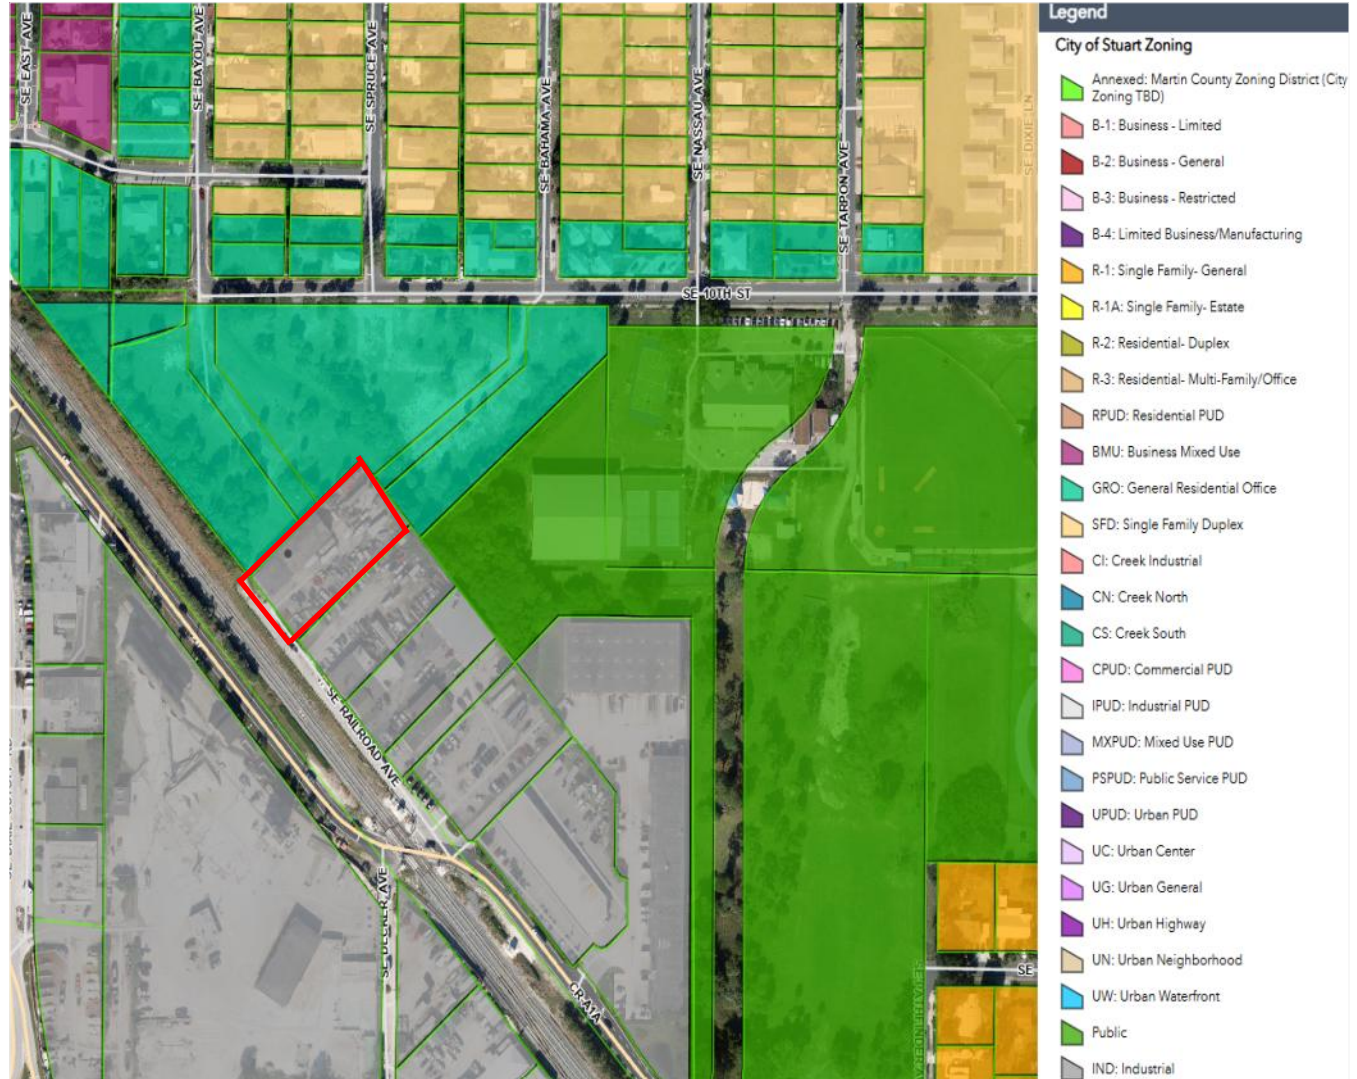 Legend
City of Stuart Zoning
Annexed: Martin County Zoning District (City
Zoning TBD)
B-1: Business - Limited
B-2: Business - General
B-3: Business - Restricted
B-4: Limited Business/Manufacturing
R-1: Single Family- General
R-1A: Single Family- Estate
R-2: Residential- Duplex
R-3: Residential- Multi-Family/Office
RPUD: Residential PUD
BMU: Business Mixed Use
GRO: General Residential Office
SFD: Single Family Duplex
CI: Creek Industrial
CN: Creek North
CS: Creek South
CPUD: Commercial PUD
IPUD: Industrial PUD
MXPUD: Mixed Use PUD
PSPUD: Public Service PUD
UPUD: Urban PUD
UC: Urban Center
UG: Urban General
UH: Urban Highway
UN: Urban Neighborhood
UW: Urban Waterfront
Public
IND: Industrial
SE EAST AVE
SE BAYOU AVE
SE SPRUCE AVE
SE BAHAMA AVE
SE NASSAU AVE
SE TARPON AVE
SE DIXIE LN
SE 10TH ST
SE RAILROAD AVE
SE DECKER AVE
CR-A1A
SE